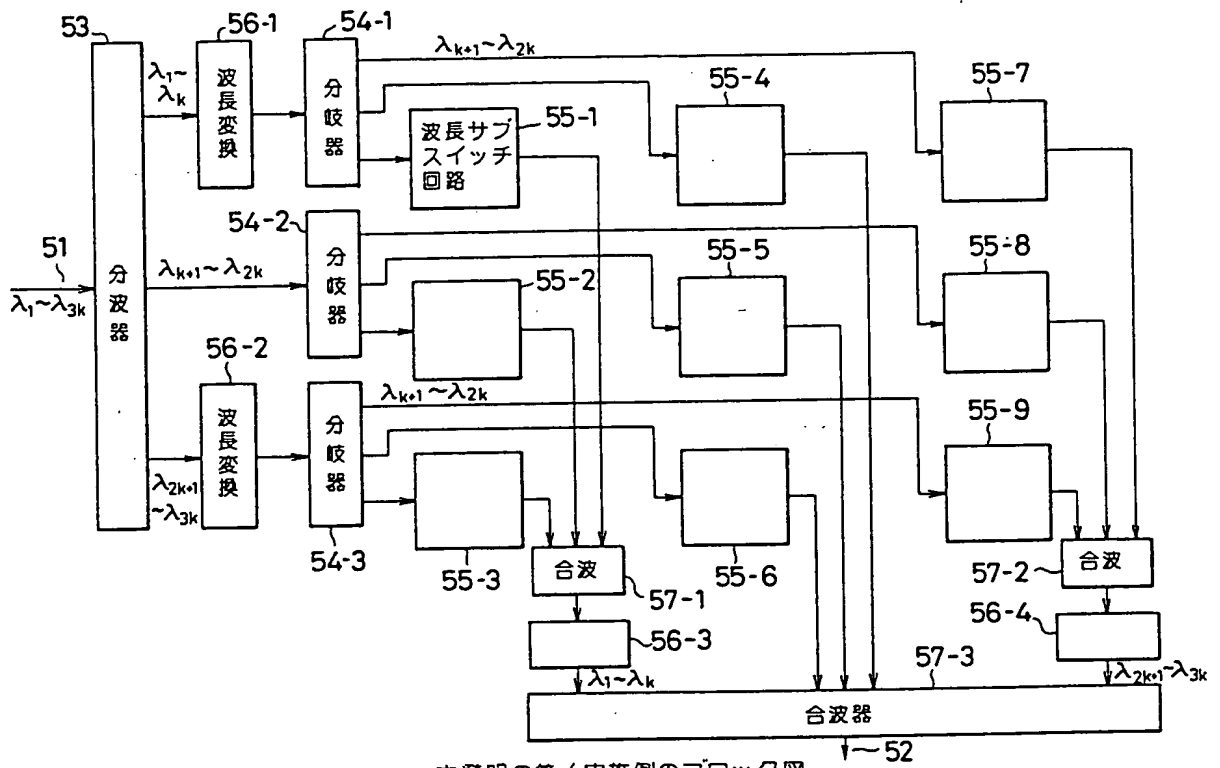 53
56-1
54-1
λ1~
λk
波長変換
分岐器
λk+1~λ2k
55-1
波長サブ
スイッチ
回路
55-4
55-7
51
λ1~λ3k
分波器
λk+1~λ2k
54-2
分岐器
55-2
55-5
55-8
56-2
λ2k+1
~λ3k
波長変換
λk+1~λ2k
分岐器
54-3
55-3
55-6
55-9
合波
57-1
合波
57-2
56-3
56-4
λ1~λk
57-3
λ2k+1~λ3k
合波器
52